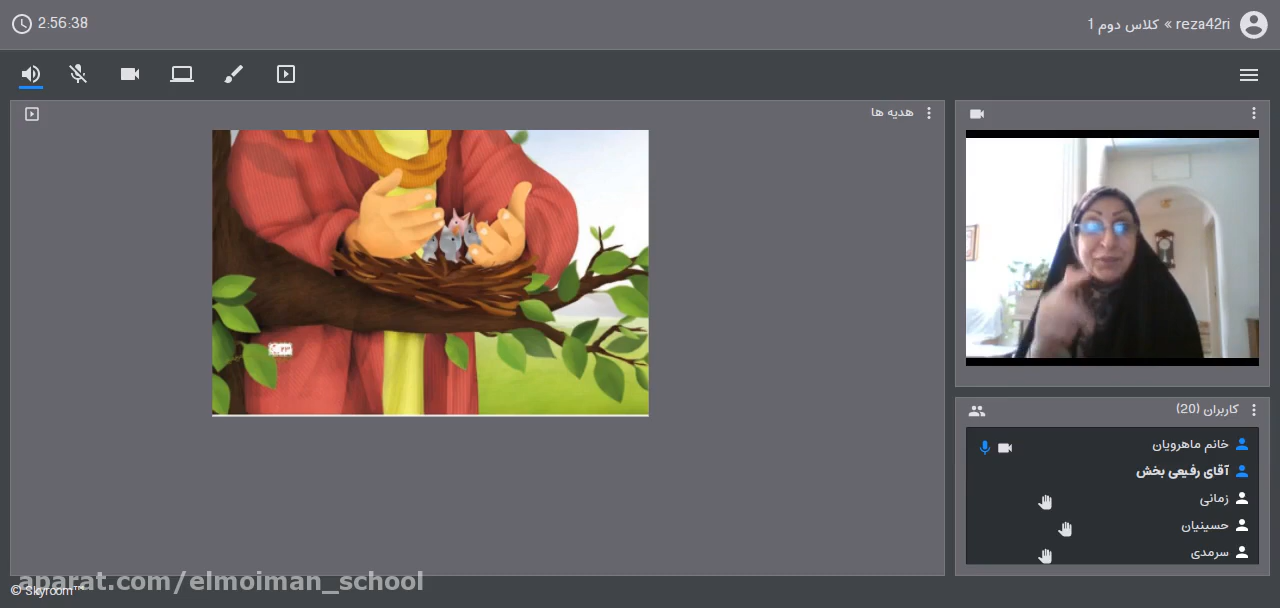 2:56:38
reza42ri » کلاس دوم 1
هدیه ها
کاربران (20)
خانم ماهرویان
آقای رفیعی بخش
زمانی
حسینیان
سرمدی
aparat.com/elmoiman_school
© Skyroom™